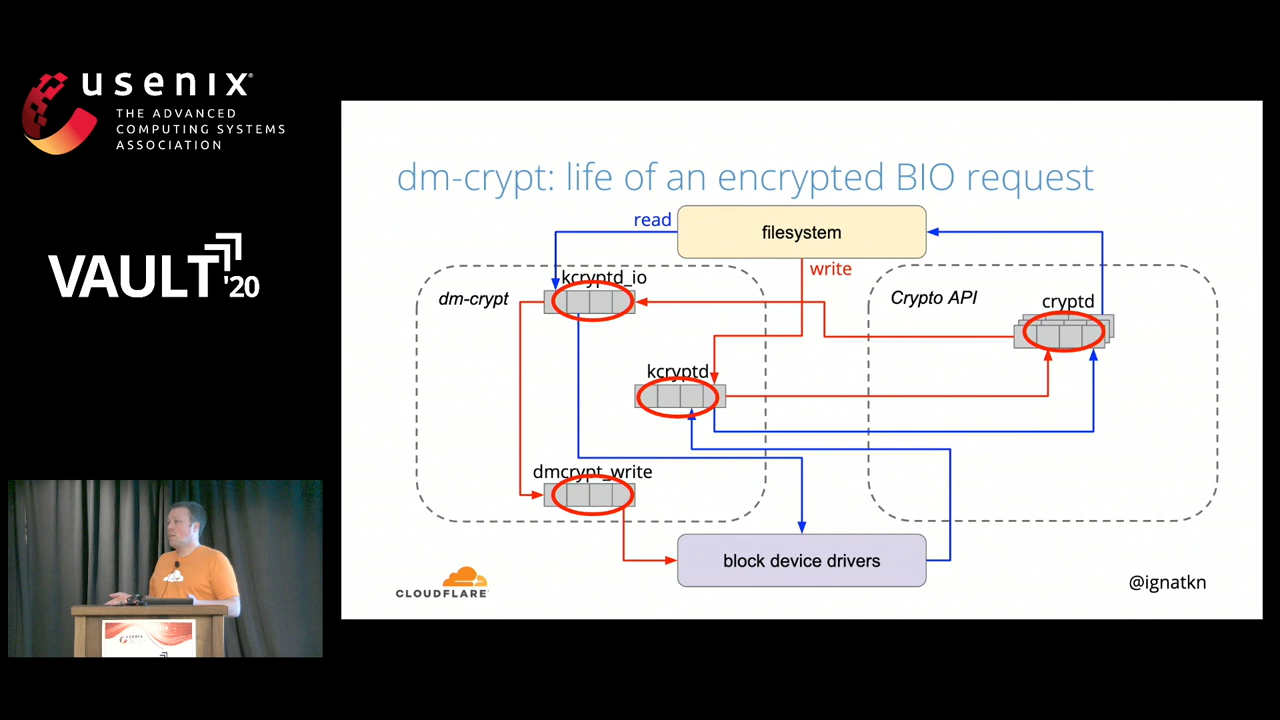 usenix
THE ADVANCED
COMPUTING SYSTEMS
ASSOCIATION
VAULT '20
dm-crypt: life of an encrypted BIO request
read
filesystem
write
kcryptd_io
dm-crypt
Crypto API
cryptd
kcryptd
dmcrypt_write
block device drivers
CLOUDFLARE
@ignatkn
usenix